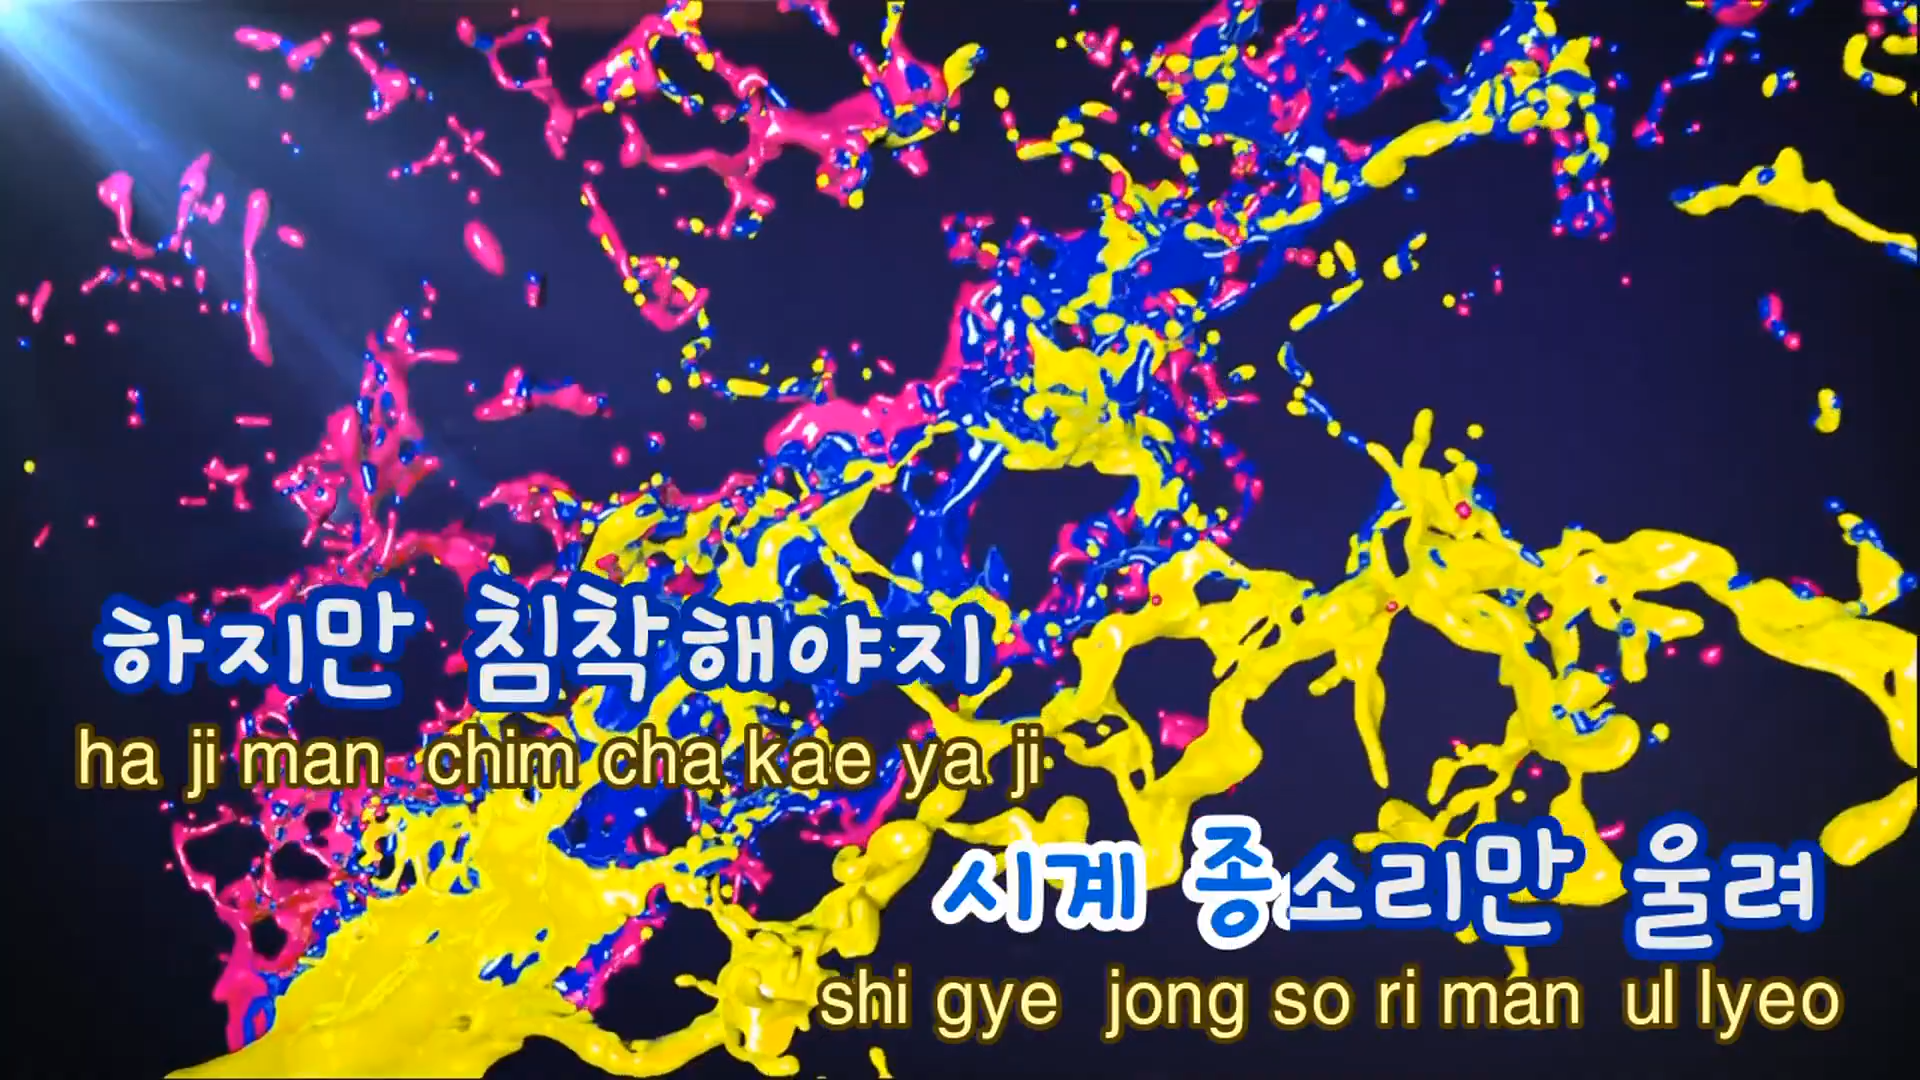 하지만 침착해야지
ha ji man chim cha kae ya ji
시계 종소리만 울려
shi gye jong so ri man ul lyeo